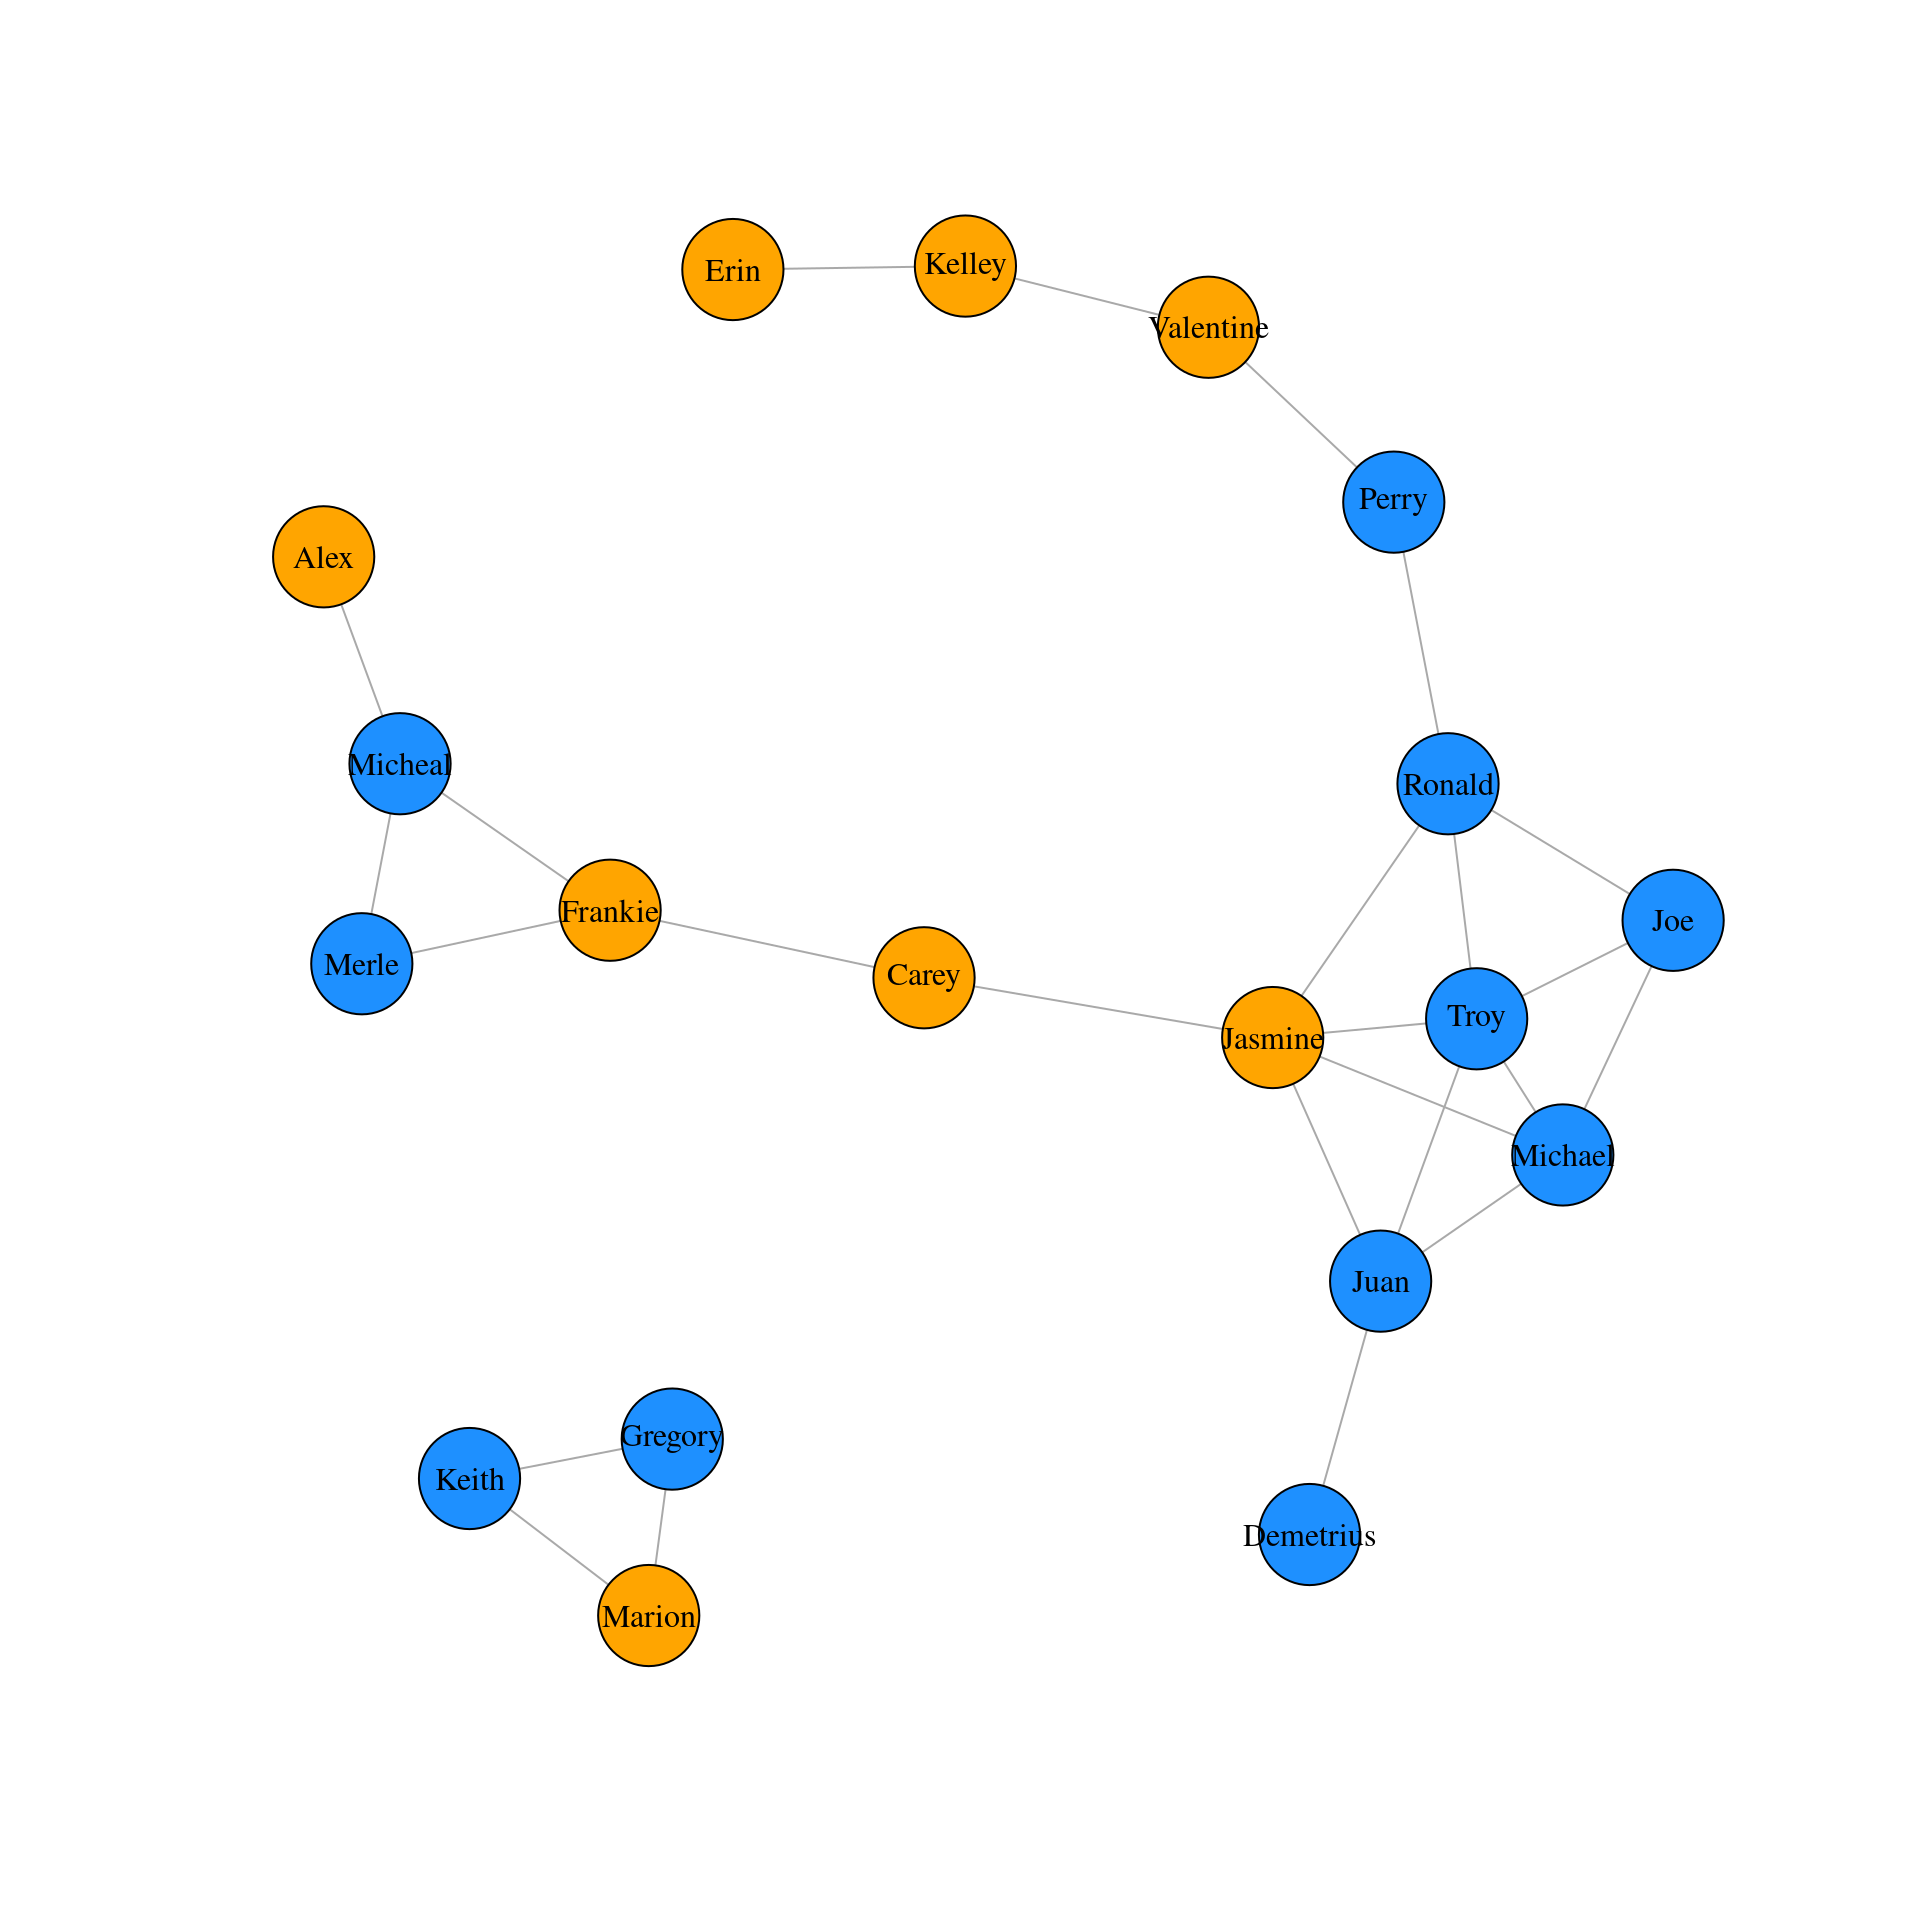 Erin
Kelley
Valentine
Perry
Alex
Micheal
Ronald
Frankie
Joe
Merle
Carey
Troy
Jasmine
Michael
Juan
Gregory
Keith
Demetrius
Marion